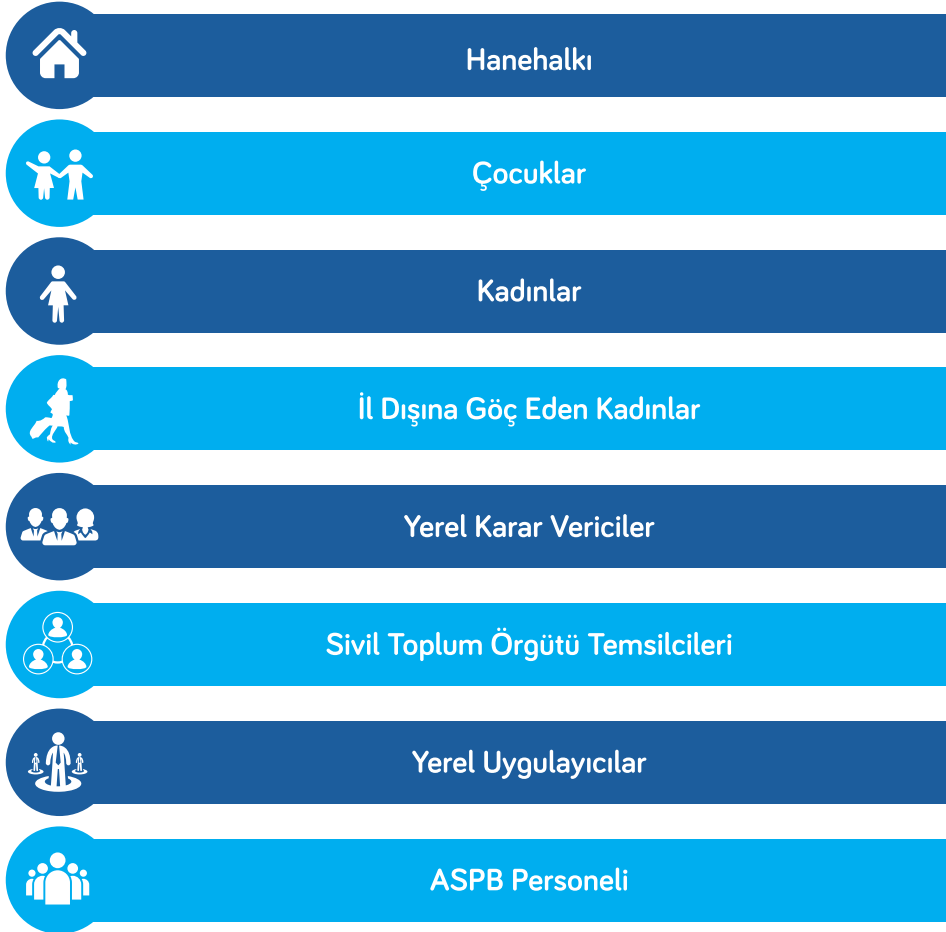 Hanehalkı
Çocuklar
Kadınlar
İl Dışına Göç Eden Kadınlar
Yerel Karar Vericiler
Sivil Toplum Örgütü Temsilcileri
Yerel Uygulayıcılar
ASPB Personeli